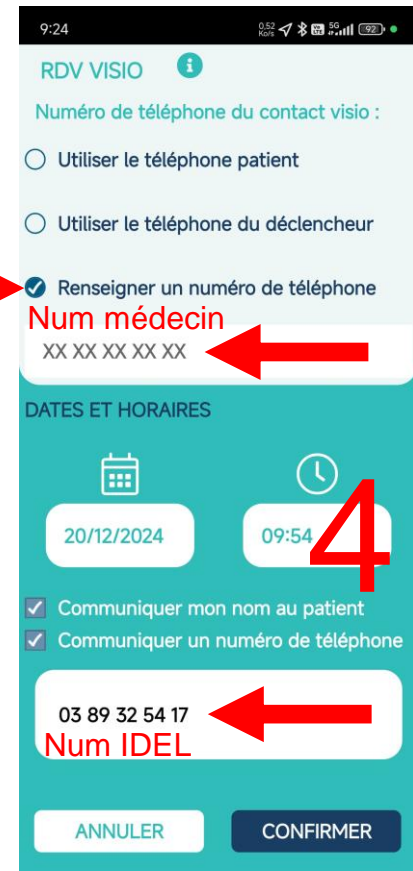 9:24 0,52 Ko/s 5G 92
RDV VISIO i
Numéro de téléphone du contact visio :
Utiliser le téléphone patient
Utiliser le téléphone du déclencheur
Renseigner un numéro de téléphone
Num médecin
XX XX XX XX XX
DATES ET HORAIRES
20/12/2024 09:54
4
Communiquer mon nom au patient
Communiquer un numéro de téléphone
03 89 32 54 17
Num IDEL
ANNULER CONFIRMER